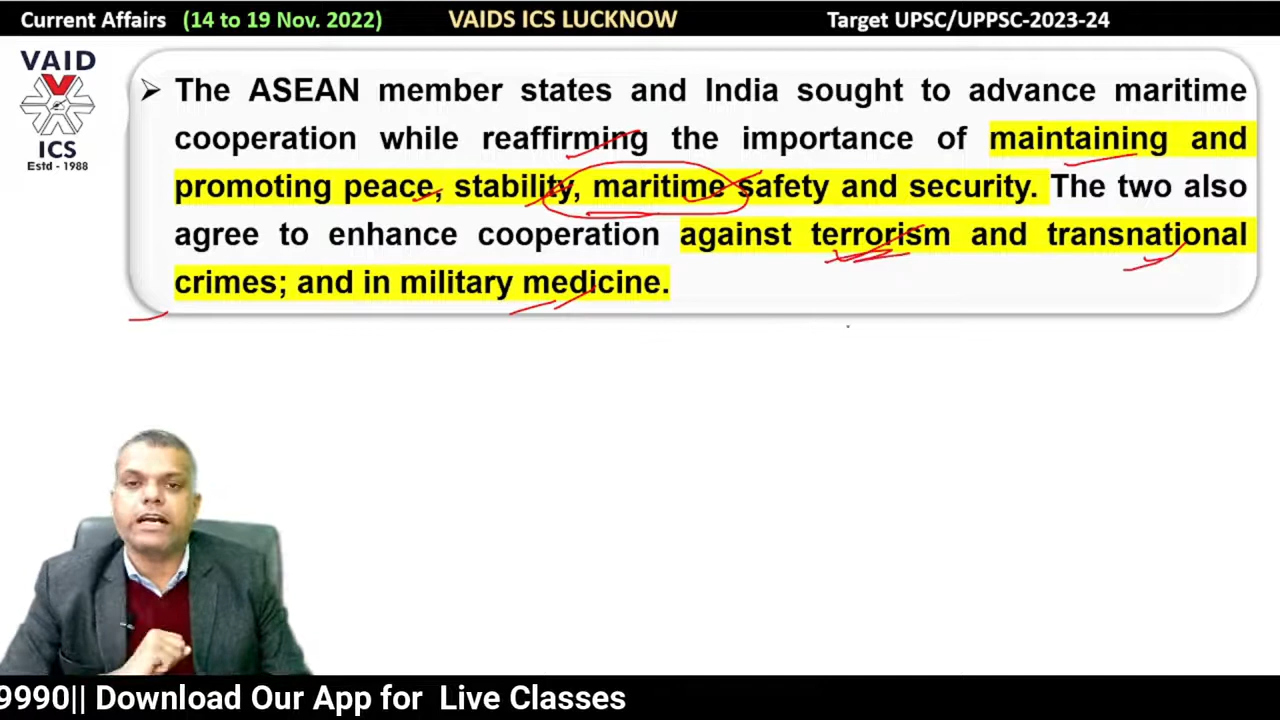 Current Affairs (14 to 19 Nov. 2022) VAIDS ICS LUCKNOW Target UPSC/UPPSC-2023-24
VAID
ICS
Estd - 1988
➤ The ASEAN member states and India sought to advance maritime
cooperation while reaffirming the importance of maintaining and
promoting peace, stability, maritime safety and security. The two also
agree to enhance cooperation against terrorism and transnational
crimes; and in military medicine.
9990|| Download Our App for Live Classes